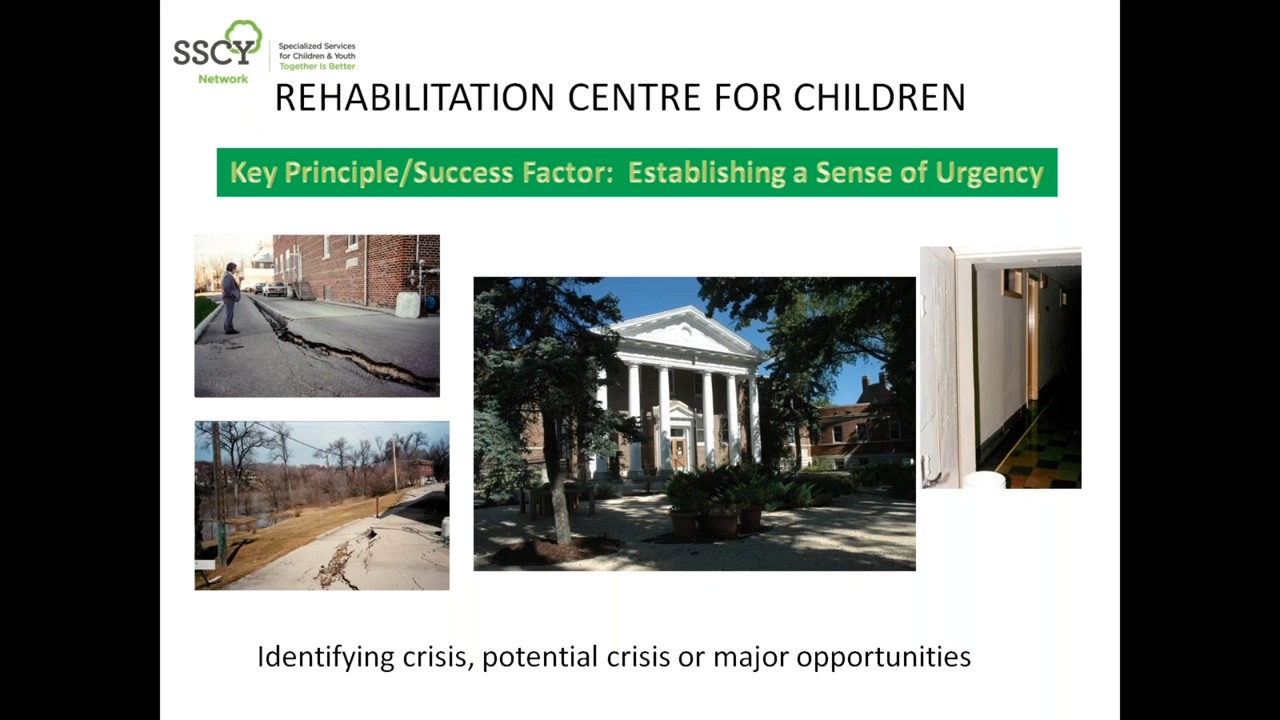 SSCY
Network
Specialized Services
for Children & Youth
Together Is Better
REHABILITATION CENTRE FOR CHILDREN
Key Principle/Success Factor:  Establishing a Sense of Urgency
Identifying crisis, potential crisis or major opportunities